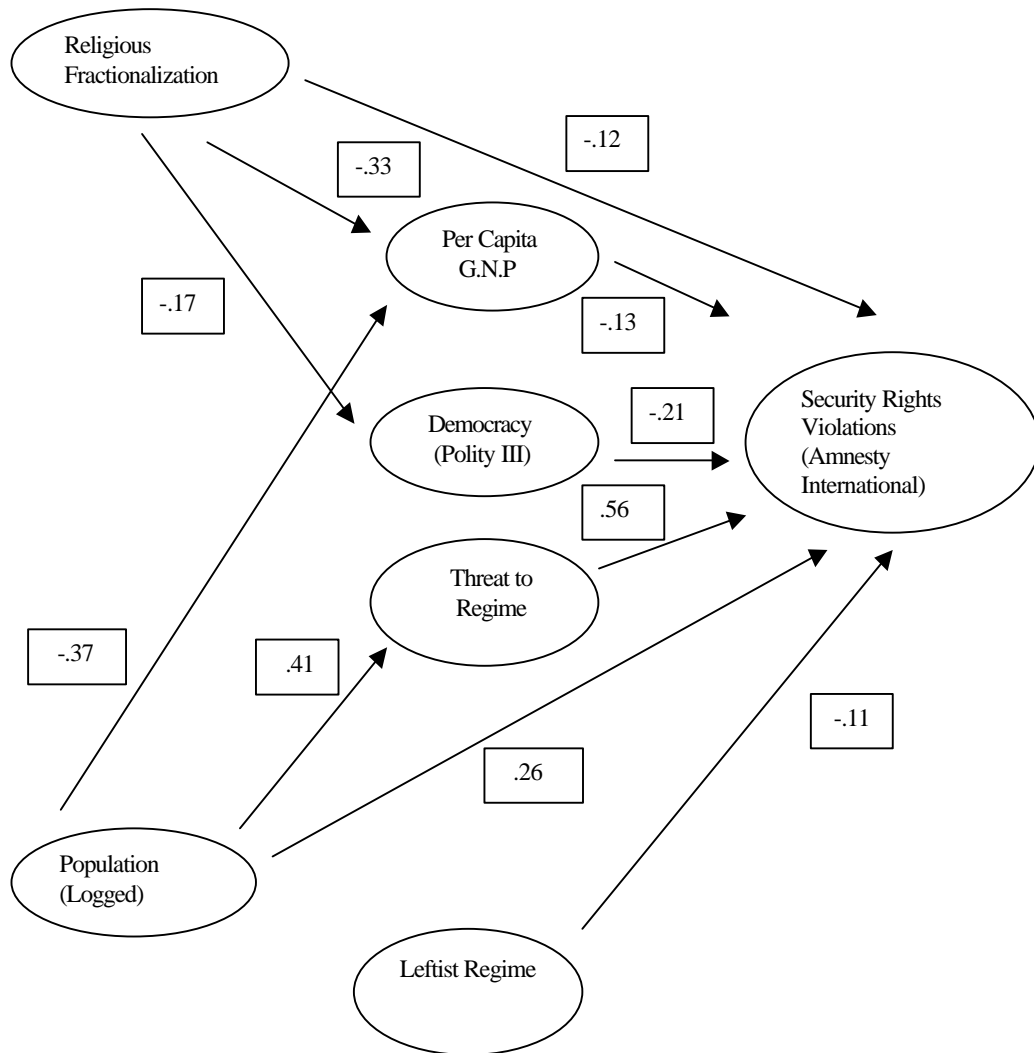 Religious
Fractionalization
-.12
-.33
Per Capita
G.N.P
-.17
-.13
Security Rights
Violations
(Amnesty
International)
-.21
Democracy
(Polity III)
.56
Threat to
Regime
-.37
.41
-.11
.26
Population
(Logged)
Leftist Regime